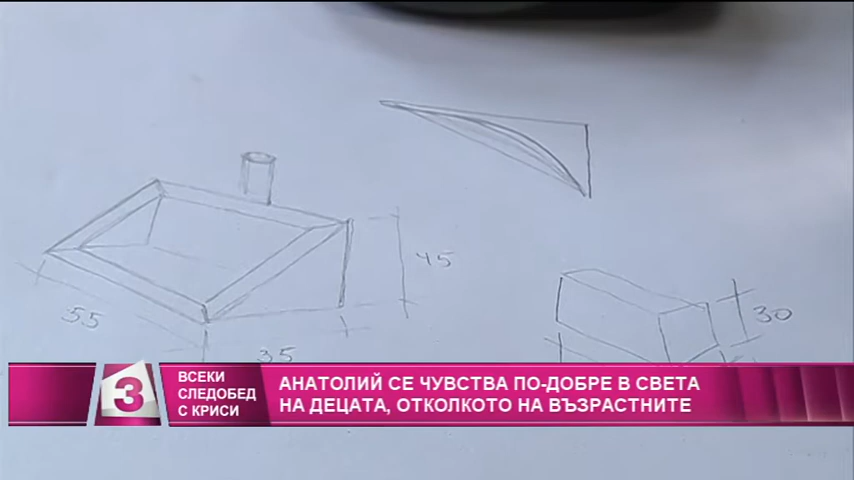 45
30
55
35
3
ВСЕКИ
СЛЕДОБЕД
С КРИСИ
АНАТОЛИЙ СЕ ЧУВСТВА ПО-ДОБРЕ В СВЕТА
НА ДЕЦАТА, ОТКОЛКОТО НА ВЪЗРАСТНИТЕ